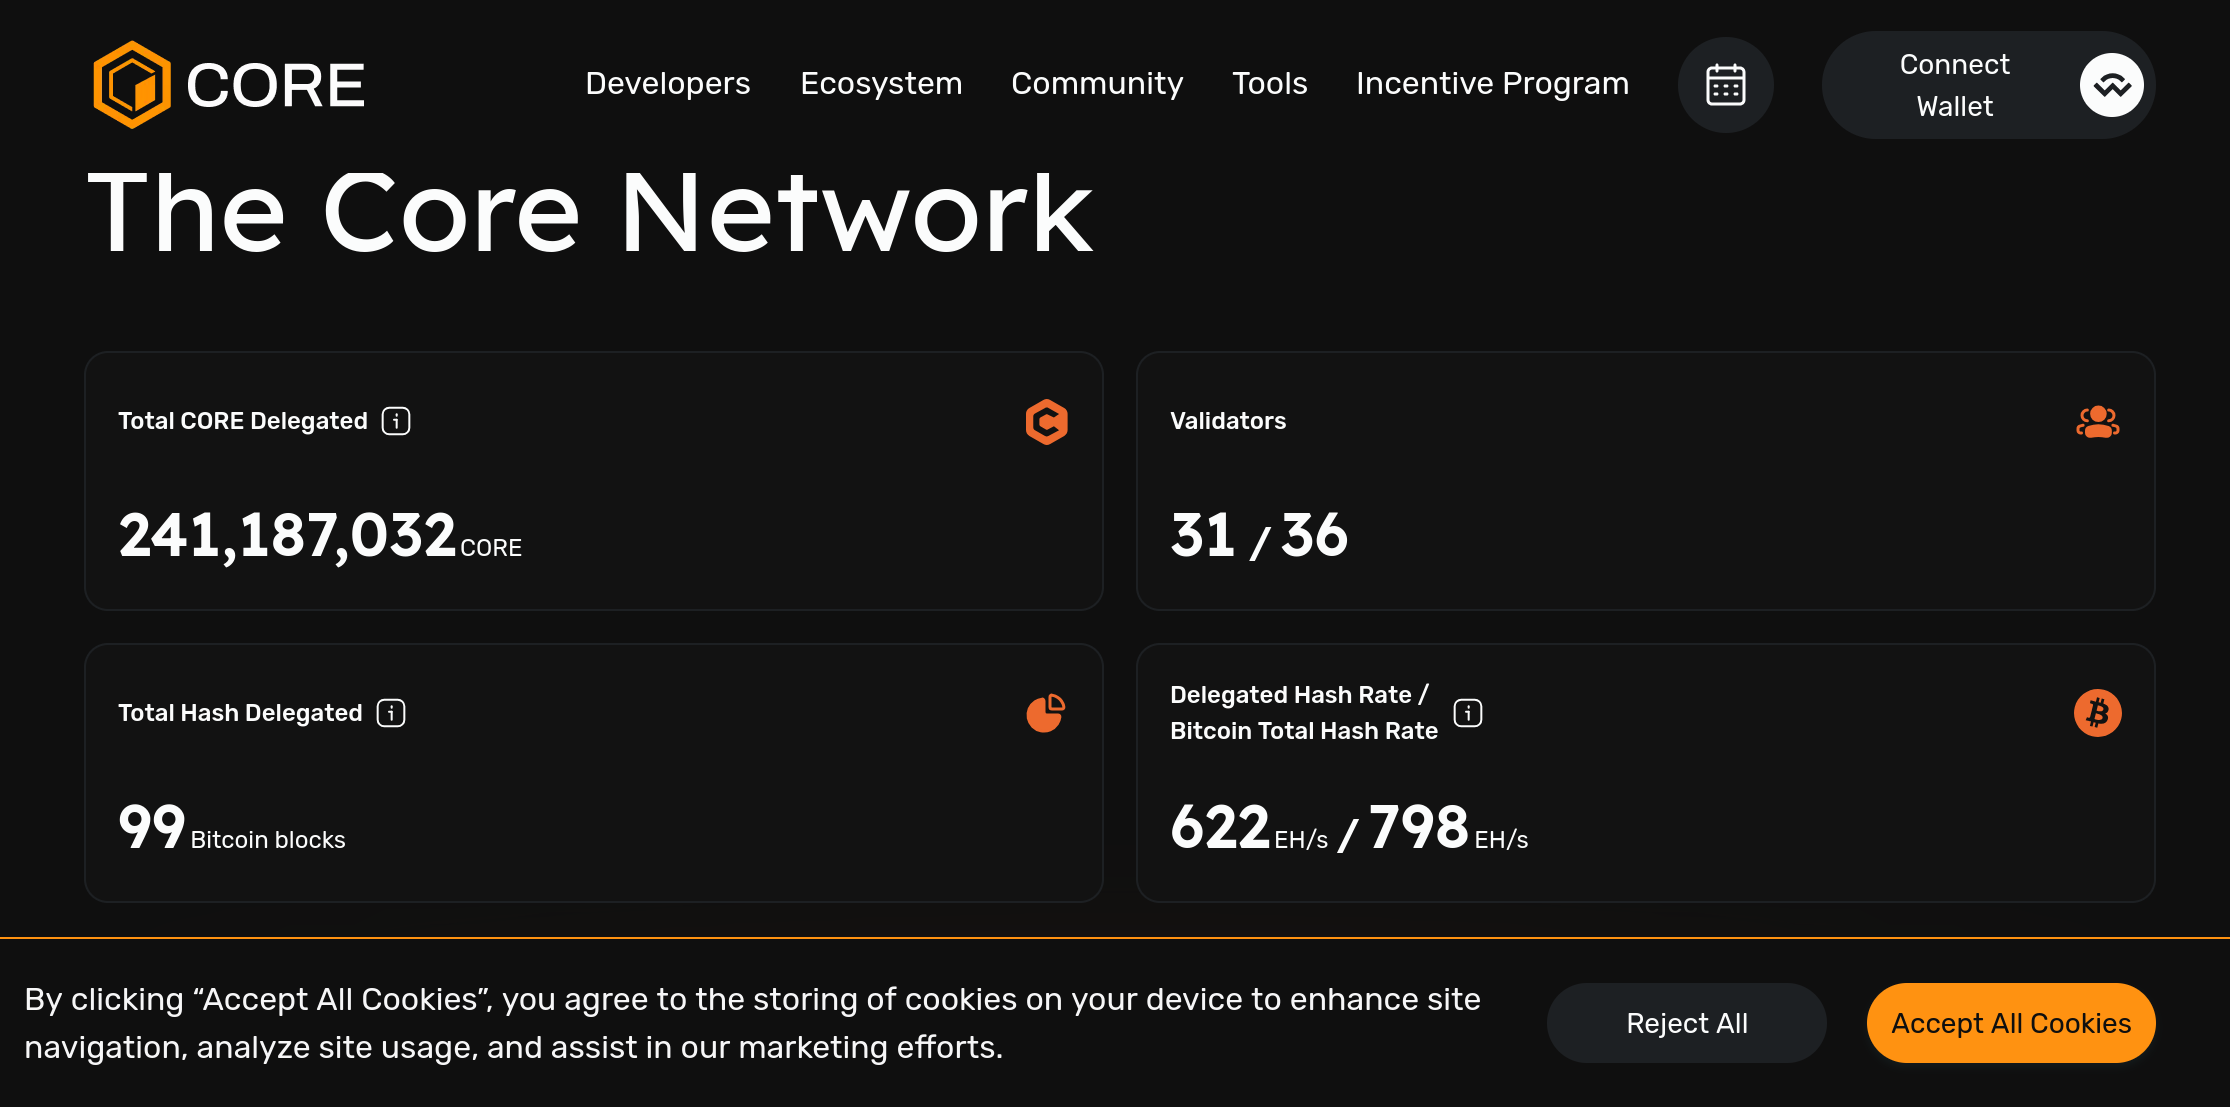 CORE
Developers Ecosystem Community Tools Incentive Program
Connect
Wallet
The Core Network
Total CORE Delegated
241,187,032 CORE
Validators
31 / 36
Total Hash Delegated
99 Bitcoin blocks
Delegated Hash Rate /
Bitcoin Total Hash Rate
622 EH/s / 798 EH/s
By clicking “Accept All Cookies”, you agree to the storing of cookies on your device to enhance site
navigation, analyze site usage, and assist in our marketing efforts.
Reject All
Accept All Cookies